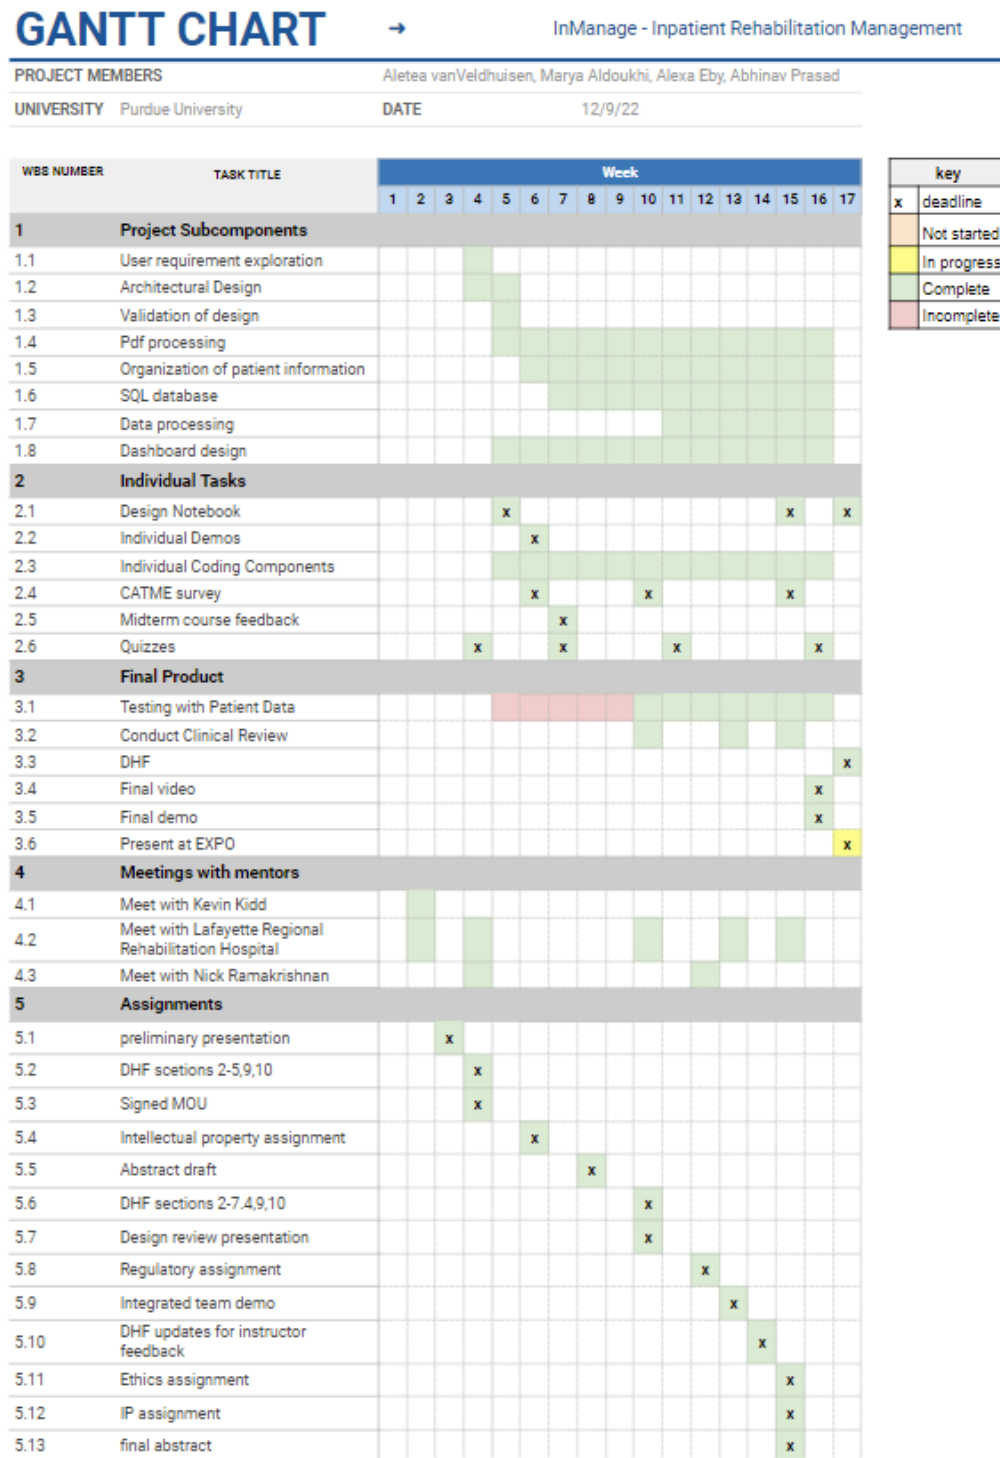 GANTT CHART → InManage - Inpatient Rehabilitation Management
PROJECT MEMBERS Aletea vanVeldhuisen, Marya Aldoukhi, Alexa Eby, Abhinav Prasad
UNIVERSITY Purdue University DATE 12/9/22
WBS NUMBER TASK TITLE Week
1 2 3 4 5 6 7 8 9 10 11 12 13 14 15 16 17
key
x deadline
Not started
In progress
Complete
Incomplete
1 Project Subcomponents
1.1 User requirement exploration
1.2 Architectural Design
1.3 Validation of design
1.4 Pdf processing
1.5 Organization of patient information
1.6 SQL database
1.7 Data processing
1.8 Dashboard design
2 Individual Tasks
2.1 Design Notebook x x x
2.2 Individual Demos x
2.3 Individual Coding Components
2.4 CATME survey x x x
2.5 Midterm course feedback x
2.6 Quizzes x x x x
3 Final Product
3.1 Testing with Patient Data
3.2 Conduct Clinical Review
3.3 DHF x
3.4 Final video x
3.5 Final demo x
3.6 Present at EXPO x
4 Meetings with mentors
4.1 Meet with Kevin Kidd
4.2 Meet with Lafayette Regional
Rehabilitation Hospital
4.3 Meet with Nick Ramakrishnan
5 Assignments
5.1 preliminary presentation x
5.2 DHF scetions 2-5,9,10 x
5.3 Signed MOU x
5.4 Intellectual property assignment x
5.5 Abstract draft x
5.6 DHF sections 2-7.4,9,10 x
5.7 Design review presentation x
5.8 Regulatory assignment x
5.9 Integrated team demo x
5.10 DHF updates for instructor
feedback x
5.11 Ethics assignment x
5.12 IP assignment x
5.13 final abstract x